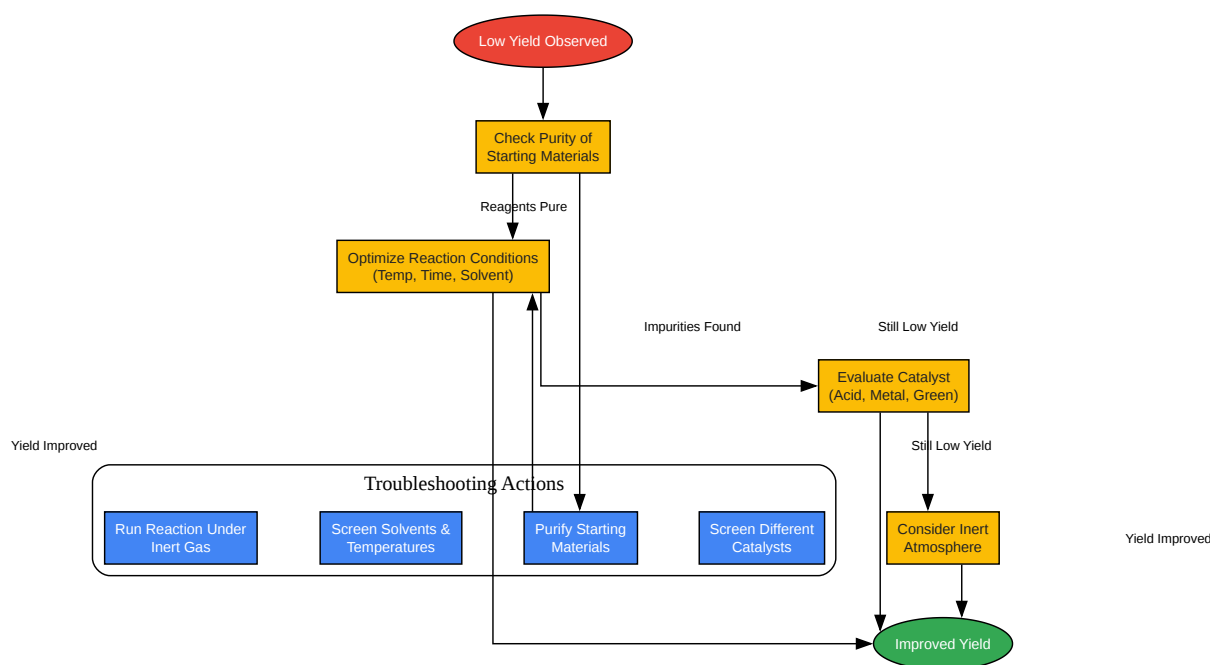 Low Yield Observed
Check Purity of
Starting Materials
Reagents Pure
Optimize Reaction Conditions
(Temp, Time, Solvent)
Impurities Found
Still Low Yield
Evaluate Catalyst
(Acid, Metal, Green)
Yield Improved
Still Low Yield
Troubleshooting Actions
Run Reaction Under
Inert Gas
Screen Solvents &
Temperatures
Purify Starting
Materials
Screen Different
Catalysts
Consider Inert
Atmosphere
Yield Improved
Improved Yield